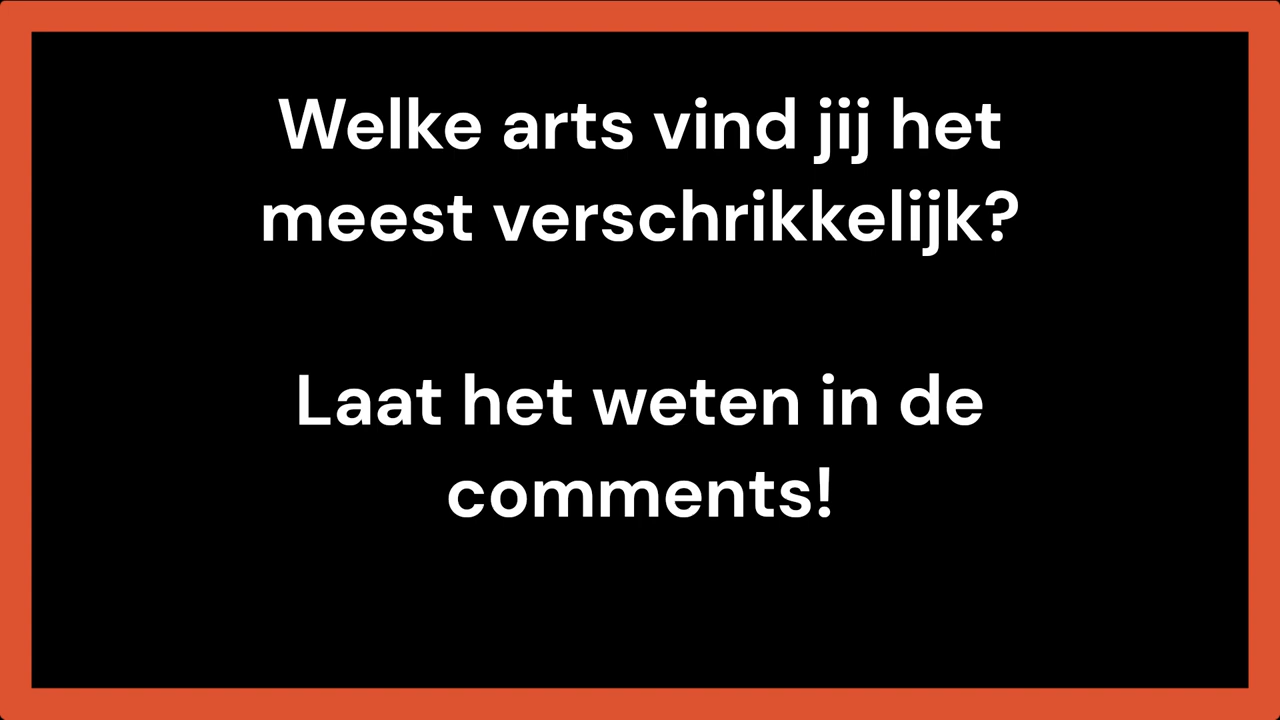 Welke arts vind jij het
meest verschrikkelijk?
Laat het weten in de
comments!